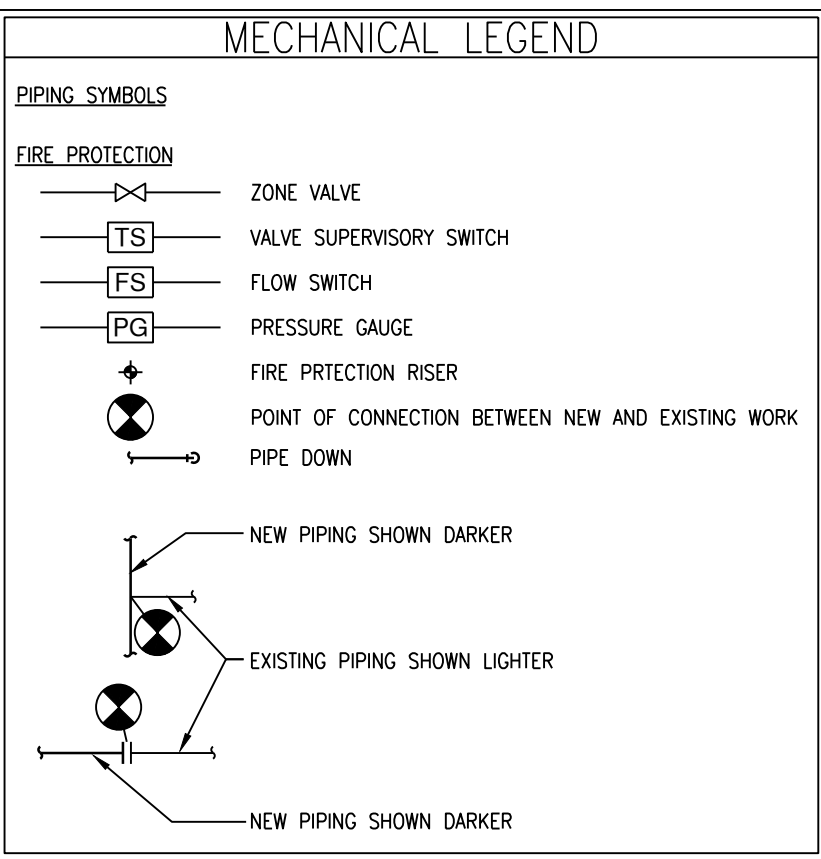 MECHANICAL LEGEND
PIPING SYMBOLS
FIRE PROTECTION
ZONE VALVE
TS VALVE SUPERVISORY SWITCH
FS FLOW SWITCH
PG PRESSURE GAUGE
FIRE PRTECTION RISER
POINT OF CONNECTION BETWEEN NEW AND EXISTING WORK
PIPE DOWN
NEW PIPING SHOWN DARKER
EXISTING PIPING SHOWN LIGHTER
NEW PIPING SHOWN DARKER